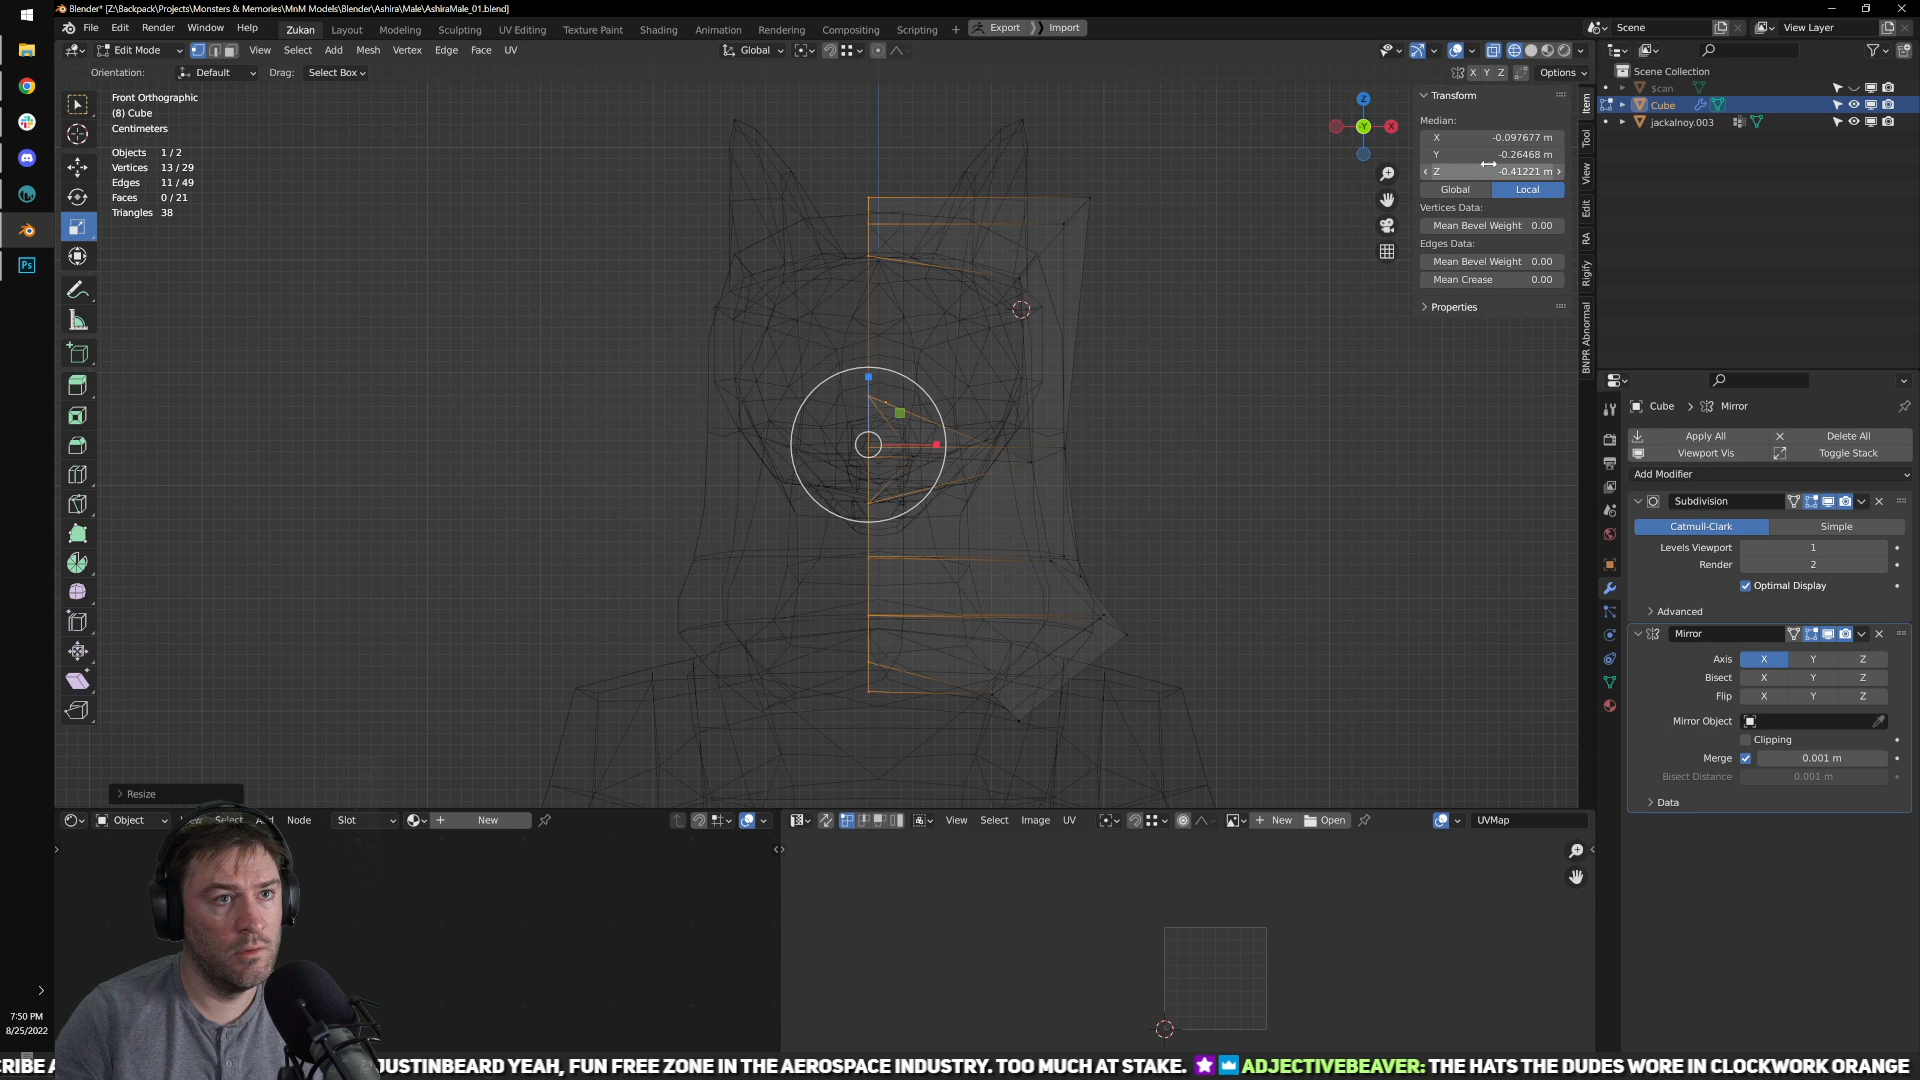 Blender* [Z:\Backpack\Projects\Monsters & Memories\MnM Models\Blender\Ashira\Male\AshiraMale_01.blend]
File Edit Render Window Help Zukan Layout Modeling Sculpting UV Editing Texture Paint Shading Animation Rendering Compositing Scripting + Export Import Scene View Layer
Edit Mode View Select Add Mesh Vertex Edge Face UV Global
Orientation: Default Drag: Select Box X Y Z Options
Scene Collection
Scan
Cube
jackalnoy.003
Front Orthographic
(8) Cube
Centimeters
Objects 1 / 2
Vertices 13 / 29
Edges 11 / 49
Faces 0 / 21
Triangles 38
Z
-Y
X
Transform
Median:
X -0.097677 m
Y -0.26468 m
Z -0.41221 m
Global Local
Vertices Data:
Mean Bevel Weight 0.00
Edges Data:
Mean Bevel Weight 0.00
Mean Crease 0.00
Properties
Item
Tool
View
Edit
RA
Rigify
BNPR Abnormal
Cube Mirror
Apply All Delete All
Viewport Vis Toggle Stack
Add Modifier
Subdivision
Catmull-Clark Simple
Levels Viewport 1
Render 2
Optimal Display
Advanced
Mirror
Axis X Y Z
Bisect X Y Z
Flip X Y Z
Mirror Object
Clipping
Merge 0.001 m
Bisect Distance 0.001 m
Data
Ps
Resize
Object Select Node Slot New
View Select Image UV New Open UVMap
7:50 PM
8/25/2022
CRIBE A JUSTINBEARD YEAH, FUN FREE ZONE IN THE AEROSPACE INDUSTRY. TOO MUCH AT STAKE. ADJECTIVEBEAVER: THE HATS THE DUDES WORE IN CLOCKWORK ORANGE